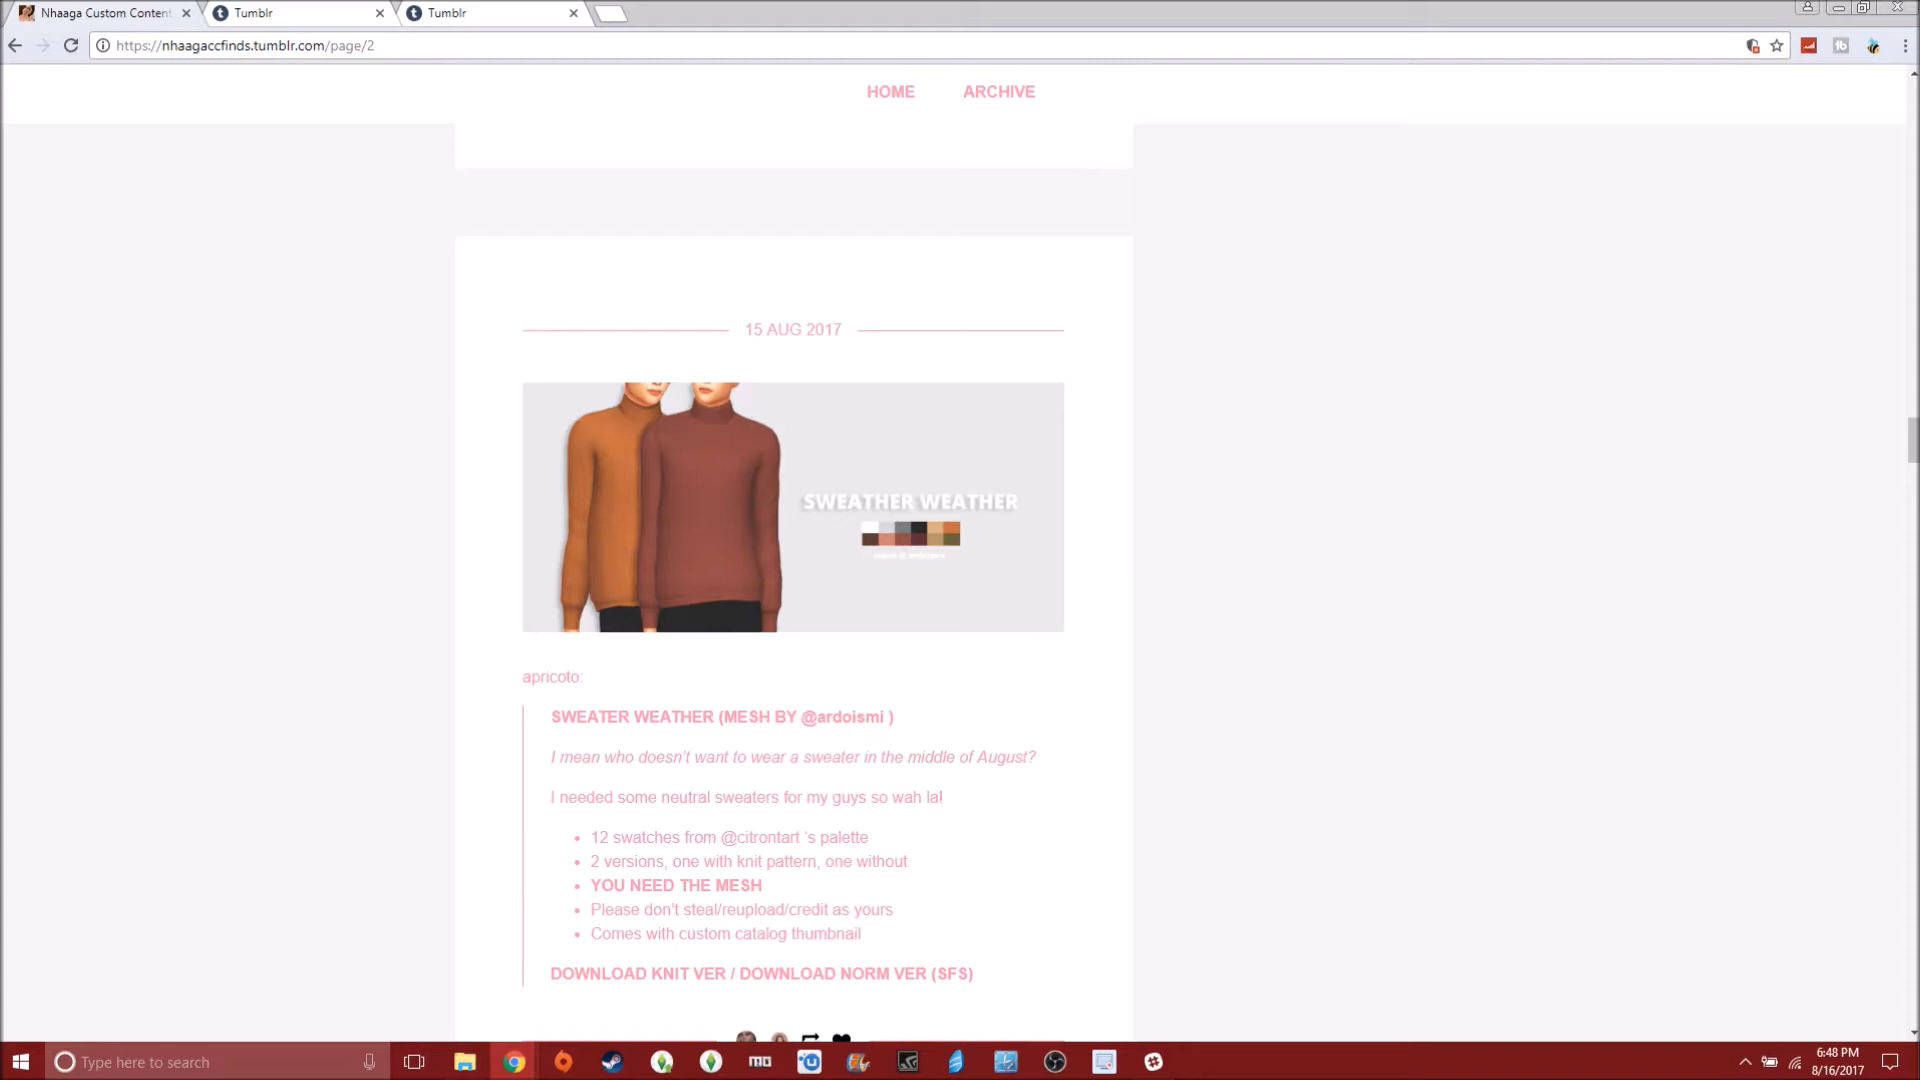 Nhaaga Custom Content
Tumblr
Tumblr
https://nhaagaccfinds.tumblr.com/page/2
HOME
ARCHIVE
15 AUG 2017
SWEATHER WEATHER
apricoto:
SWEATER WEATHER (MESH BY @ardoismi )
I mean who doesn't want to wear a sweater in the middle of August?
I needed some neutral sweaters for my guys so wah la!
• 12 swatches from @citrontart 's palette
• 2 versions, one with knit pattern, one without
• YOU NEED THE MESH
• Please don't steal/reupload/credit as yours
• Comes with custom catalog thumbnail
DOWNLOAD KNIT VER / DOWNLOAD NORM VER (SFS)
Type here to search
6:48 PM
8/16/2017